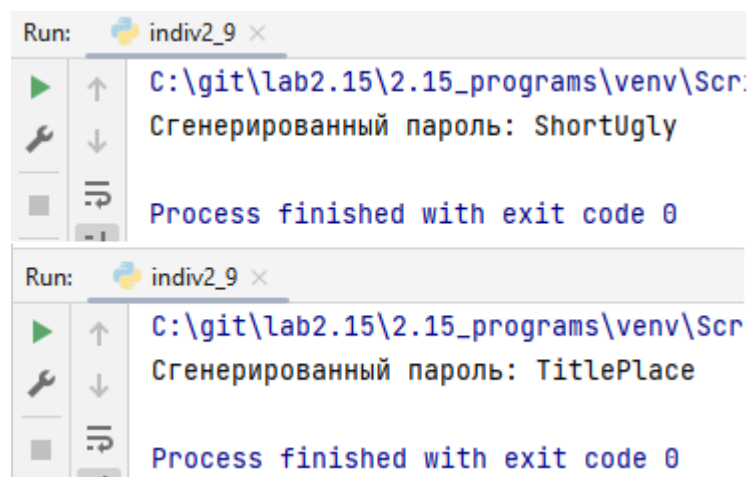 Run: indiv2_9
C:\git\lab2.15\2.15_programs\venv\Scr
Сгенерированный пароль: ShortUgly
Process finished with exit code 0
Run: indiv2_9
C:\git\lab2.15\2.15_programs\venv\Scr
Сгенерированный пароль: TitlePlace
Process finished with exit code 0